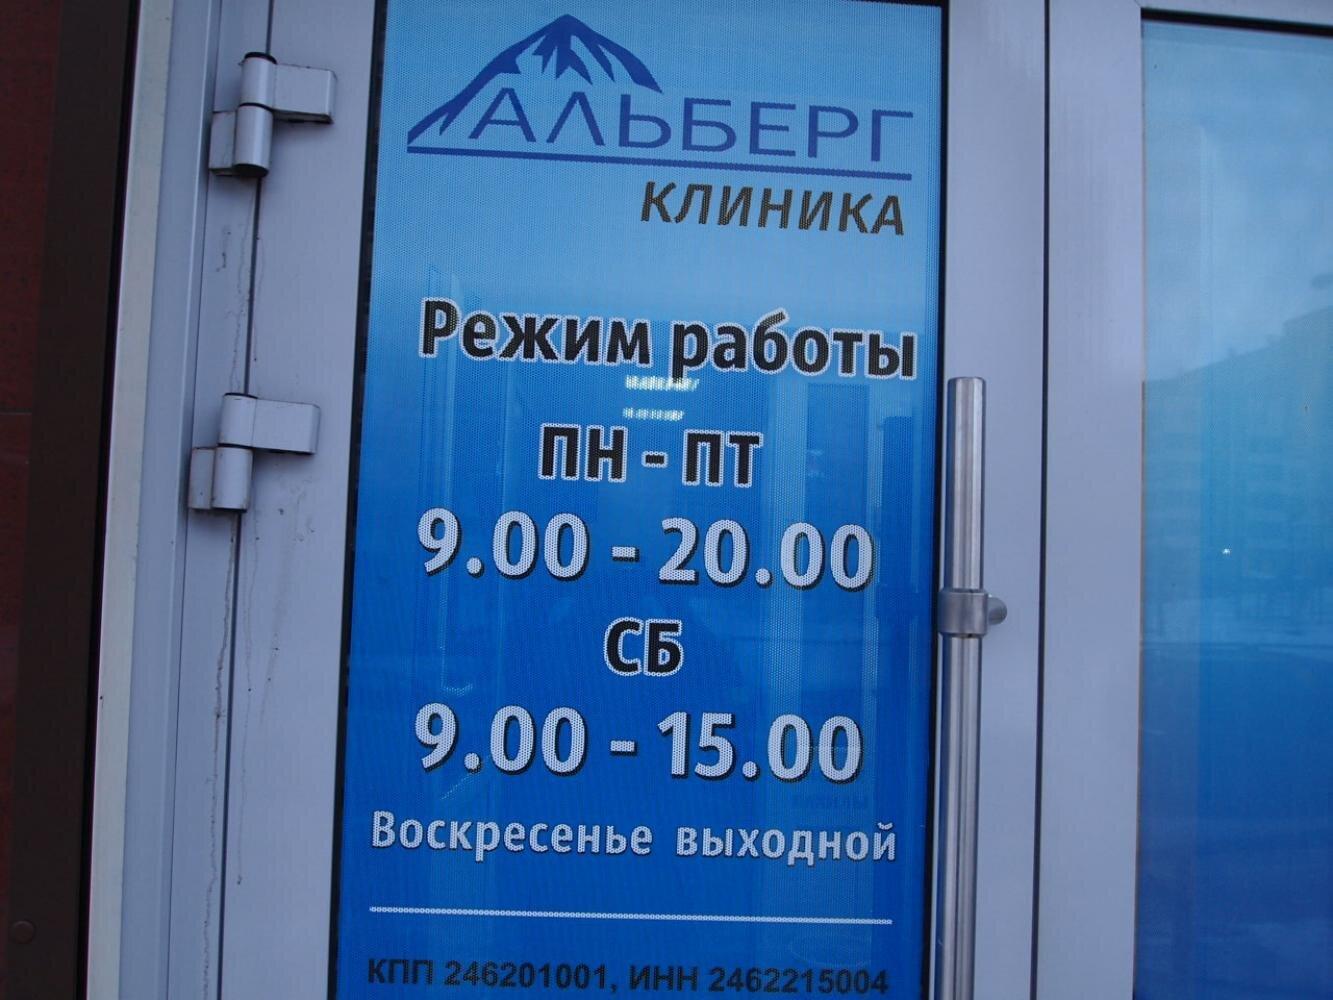 АЛЬБЕРГ
КЛИНИКА
Режим работы
ПН - ПТ
9.00 - 20.00
СБ
9.00 - 15.00
Воскресенье выходной
КПП 246201001, ИНН 2462215004